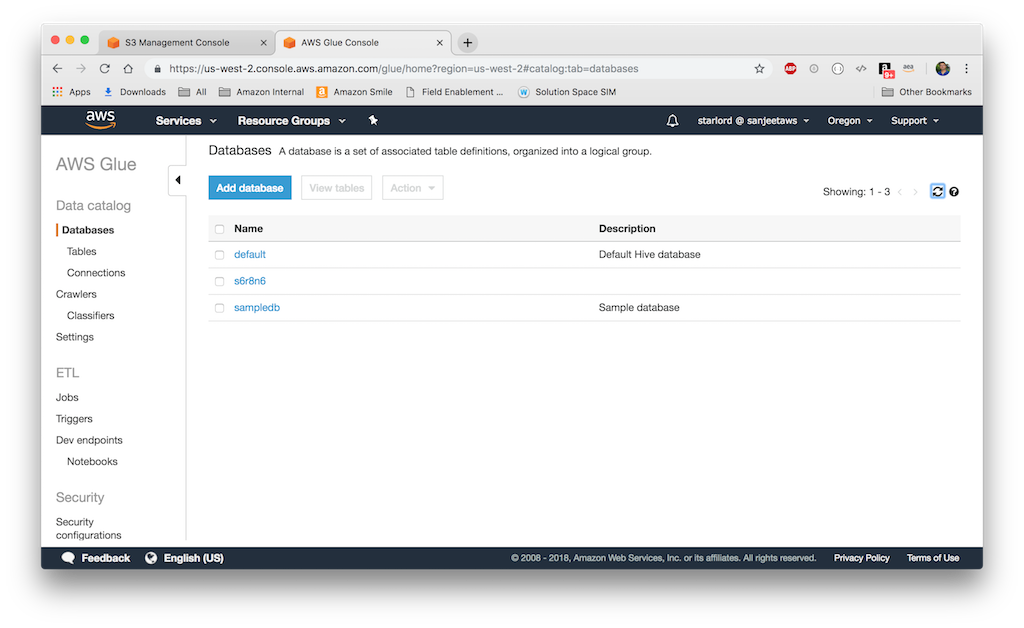 S3 Management Console
AWS Glue Console
https://us-west-2.console.aws.amazon.com/glue/home?region=us-west-2#catalog:tab=databases
ABP
a
9+
aea
Apps Downloads All Amazon Internal Amazon Smile Field Enablement ... Solution Space SIM Other Bookmarks
aws Services Resource Groups starlord @ sanjeetaws Oregon Support
AWS Glue
Data catalog
Databases
Tables
Connections
Crawlers
Classifiers
Settings
ETL
Jobs
Triggers
Dev endpoints
Notebooks
Security
Security
configurations
Databases A database is a set of associated table definitions, organized into a logical group.
Add database View tables Action
Showing: 1 - 3
Name Description
default Default Hive database
s6r8n6
sampledb Sample database
Feedback English (US) © 2008 - 2018, Amazon Web Services, Inc. or its affiliates. All rights reserved. Privacy Policy Terms of Use